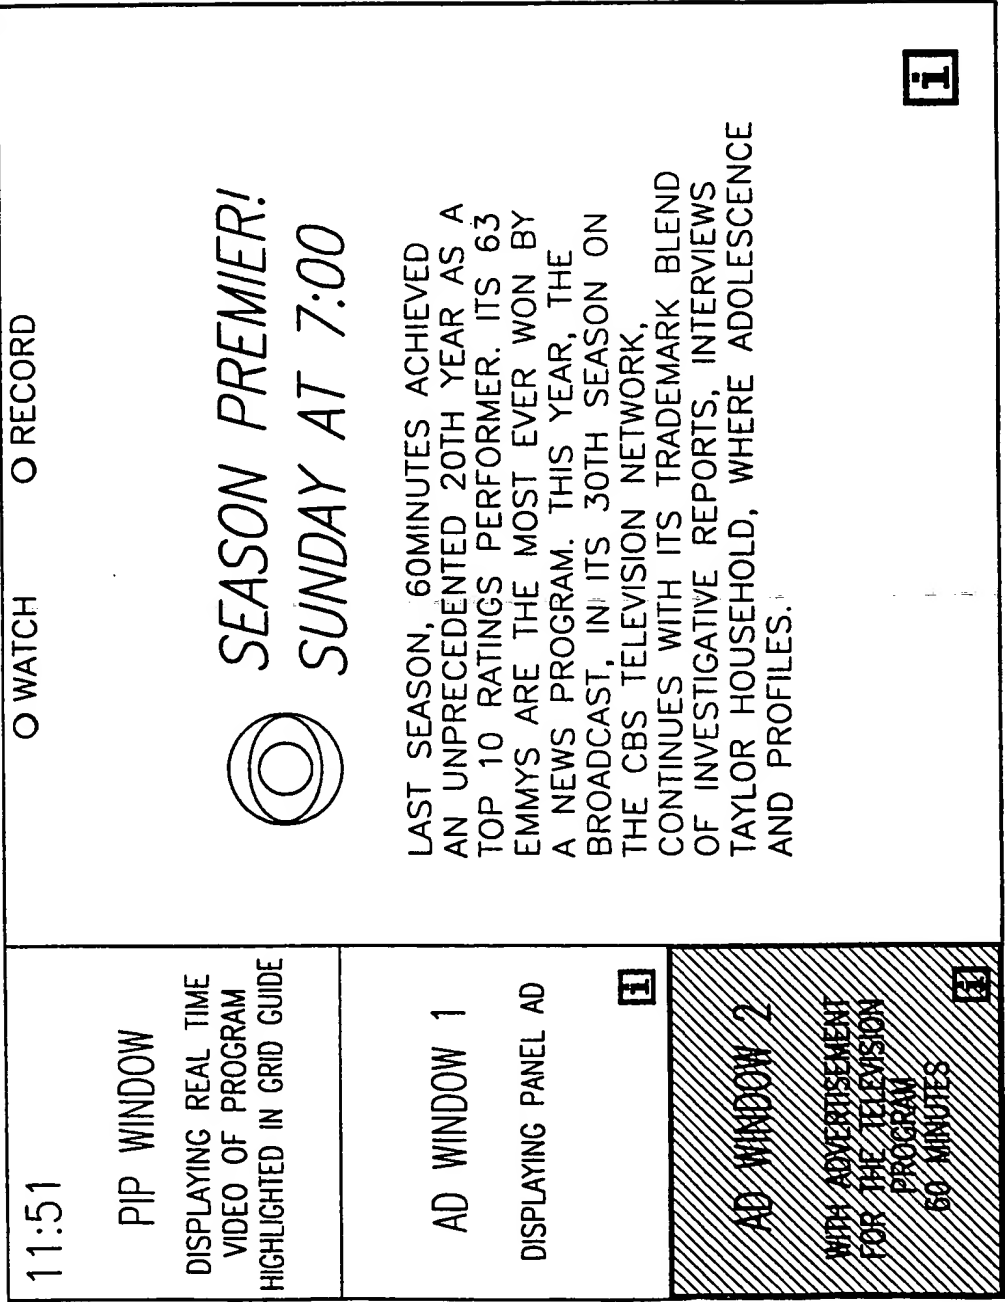 11:51
PIP WINDOW
DISPLAYING REAL TIME
VIDEO OF PROGRAM
HIGHLIGHTED IN GRID GUIDE
AD WINDOW 1
DISPLAYING PANEL AD
i
AD WINDOW 2
WITH ADVERTISEMENT
FOR THE TELEVISION
PROGRAM
60 MINUTES
i
O WATCH O RECORD
SEASON PREMIER!
SUNDAY AT 7:00
LAST SEASON, 60MINUTES ACHIEVED
AN UNPRECEDENTED 20TH YEAR AS A
TOP 10 RATINGS PERFORMER. ITS 63
EMMYS ARE THE MOST EVER WON BY
A NEWS PROGRAM. THIS YEAR, THE
BROADCAST, IN ITS 30TH SEASON ON
THE CBS TELEVISION NETWORK,
CONTINUES WITH ITS TRADEMARK BLEND
OF INVESTIGATIVE REPORTS, INTERVIEWS
TAYLOR HOUSEHOLD, WHERE ADOLESCENCE
AND PROFILES.
i